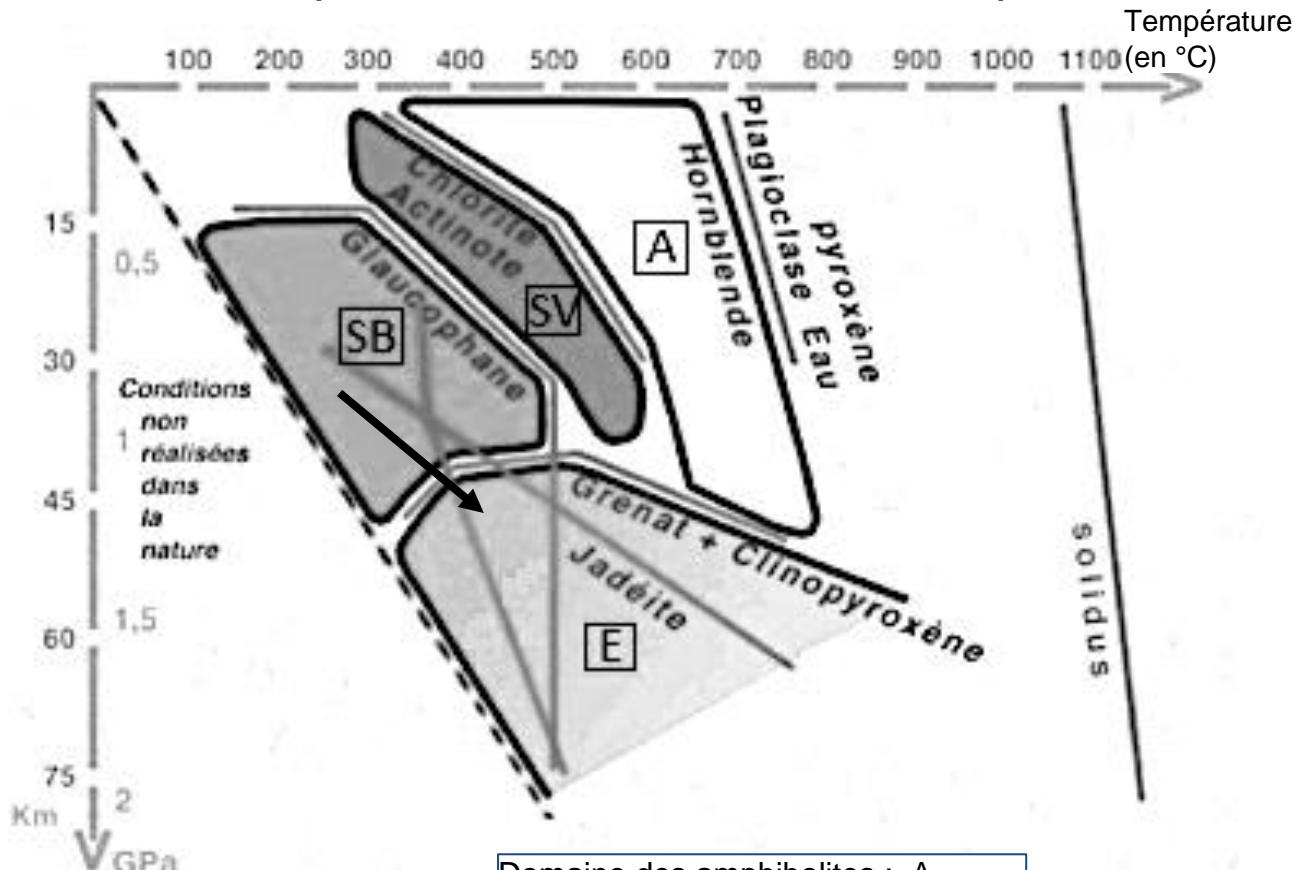 Température
(en °C)
100 200 300 400 500 600 700 800 900 1000 1100
Plagioclase Eau
pyroxène
Hornblende
Chlorite
Actinote
A
SV
Glaucophane
SB
15
0,5
30
Conditions
non
réalisées
dans
la
nature
1
45
Grenat + Clinopyroxène
Jadéite
E
solidus
1,5
60
75
2
Km
GPa
Domaine des amphibolites : A